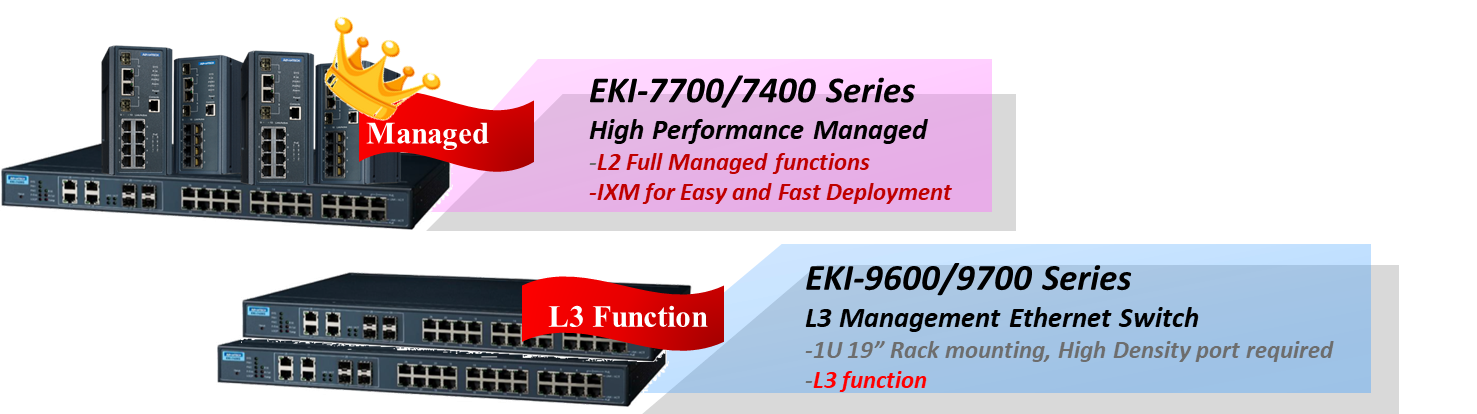 Managed
EKI-7700/7400 Series
High Performance Managed
-L2 Full Managed functions
-IXM for Easy and Fast Deployment
L3 Function
EKI-9600/9700 Series
L3 Management Ethernet Switch
-1U 19” Rack mounting, High Density port required
-L3 function